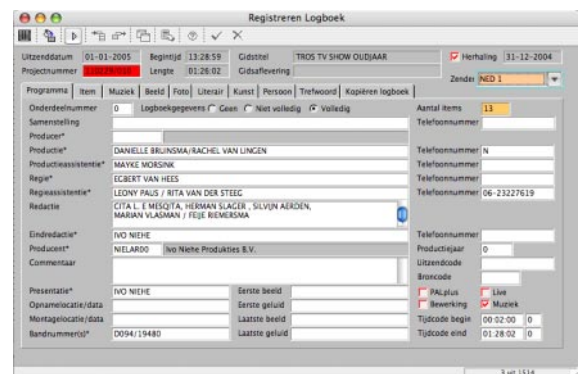 Registreren Logboek
Uitzenddatum 01-01-2005 Begintijd 13:28:59 Gidstitel TROS TV SHOW OUDJAAR Herhaling 31-12-2004
Projectnummer Lengte 01:26:02 Gidsaflevering Zender NED 1
Programma Item Muziek Beeld Foto Literair Kunst Persoon Trefwoord Kopiëren logboek
Onderdeelnummer 0 Logboekgegevens Geen Niet volledig Volledig Aantal items 13
Samenstelling Telefoonnummer
Producer*
Productie* DANIELLE BRUINSMA/RACHEL VAN LINGEN Telefoonnummer N
Productieassistentie* MAYKE MORSINK Telefoonnummer
Regie* EGBERT VAN HEES Telefoonnummer
Regieassistentie* LEONY PAUS / RITA VAN DER STEEG Telefoonnummer 06-23227619
Redactie CITA L. E MESQITA, HERMAN SLAGER , SILVIJN AERDEN,
MARIAN VLASMAN / FEIJE RIEMERSMA
Eindredactie* IVO NIEHE Telefoonnummer
Producent* NIELARD0 Ivo Niehe Produkties B.V. Productiejaar 0
Commentaar Uitzendcode
Broncode
Presentatie* IVO NIEHE Eerste beeld PALplus Live
Opnamelocatie/data Eerste geluid Bewerking Muziek
Montagelocatie/data Laatste beeld Tijdcode begin 00:02:00 0
Bandnummer(s)* D094/19480 Laatste geluid Tijdcode eind 01:28:02 0
3 uit 1534